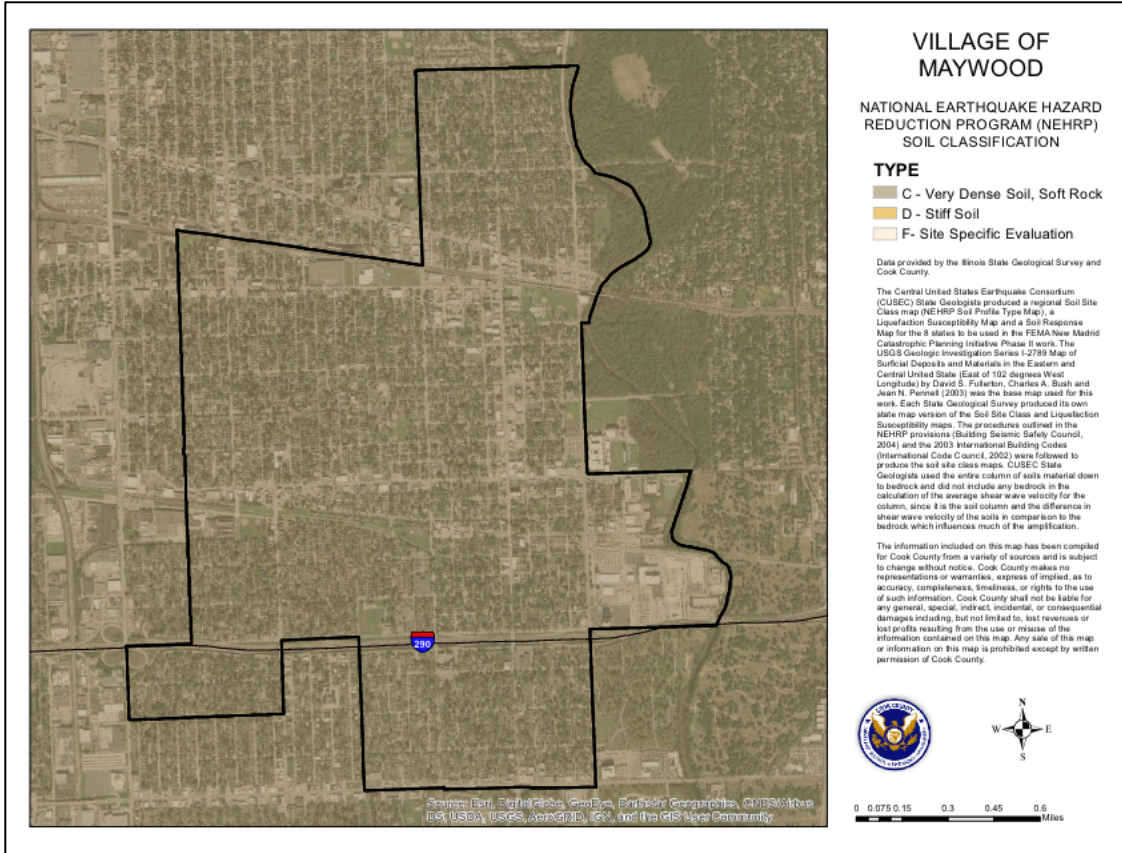 VILLAGE OF
MAYWOOD
NATIONAL EARTHQUAKE HAZARD
REDUCTION PROGRAM (NEHRP)
SOIL CLASSIFICATION
TYPE
C - Very Dense Soil, Soft Rock
D - Stiff Soil
F- Site Specific Evaluation
Data provided by the Illinois State Geological Survey and
Cook County.
The Central United States Earthquake Consortium
(CUSEC) State Geologists produced a regional Soil Site
Class map (NEHRP Soil Profile Type Map), a
Liquefaction Susceptibility Map and a Soil Response
Map for the 8 states to be used in the FEMA New Madrid
Catastrophic Planning Initiative Phase II work. The
USGS Geologic Investigation Series I-2789 Map of
Surficial Deposits and Materials in the Eastern and
Central United State (East of 102 degrees West
Longitude) by David S. Fullerton, Charles A. Bush and
Jean N. Pennell (2003) was the base map used for this
work. Each State Geological Survey produced its own
state map version of the Soil Site Class and Liquefaction
Susceptibility maps. The procedures outlined in the
NEHRP provisions (Building Seismic Safety Council,
2004) and the 2003 International Building Codes
(International Code Council, 2002) were followed to
produce the soil site class maps. CUSEC State
Geologists used the entire column of soils material down
to bedrock and did not include any bedrock in the
calculation of the average shear wave velocity for the
column, since it is the soil column and the difference in
shear wave velocity of the soils in comparison to the
bedrock which influences much of the amplification.
The information included on this map has been compiled
for Cook County from a variety of sources and is subject
to change without notice. Cook County makes no
representations or warranties, express of implied, as to
accuracy, completeness, timeliness, or rights to the use
of such information. Cook County shall not be liable for
any general, special, indirect, incidental, or consequential
damages including, but not limited to, lost revenues or
lost profits resulting from the use or misuse of the
information contained on this map. Any sale of this map
or information on this map is prohibited except by written
permission of Cook County.
290
N
W E
S
0 0.075 0.15 0.3 0.45 0.6
Miles
Source: Esri, DigitalGlobe, GeoEye, Earthstar Geographics, CNES/Airbus
DS, USDA, USGS, AeroGRID, IGN, and the GIS User Community